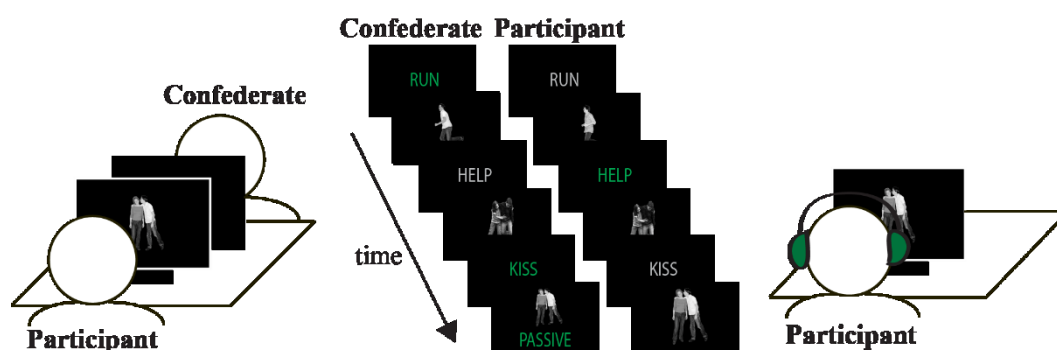 Confederate Participant
Confederate
RUN
RUN
HELP
HELP
time
KISS
KISS
PASSIVE
Participant
Participant